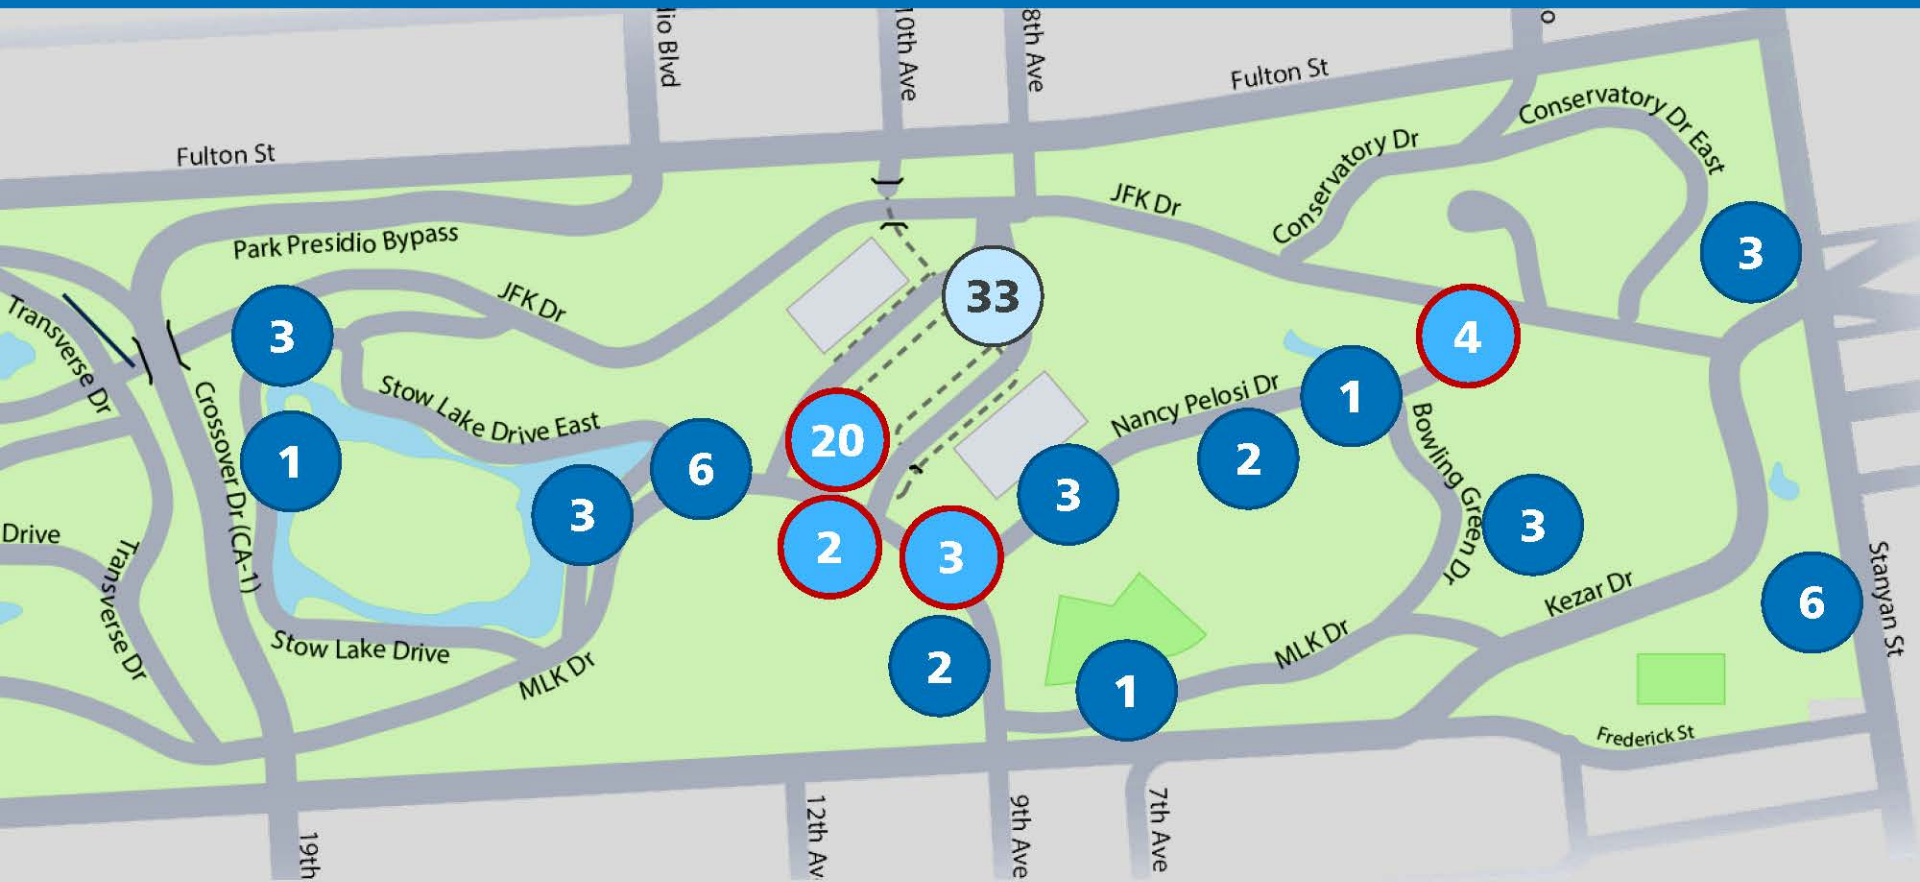 10th Ave
8th Ave
Fulton St
Conservatory Dr East
Fulton St
Conservatory Dr
JFK Dr
Park Presidio Bypass
3
33
JFK Dr
Transverse Dr
3
4
Stow Lake Drive East
Nancy Pelosi Dr
1
Crossover Dr (CA-1)
20
Bowling Green Dr
1
6
2
3
3
3
Drive
2
3
Transverse Dr
Kezar Dr
6
Stanyan St
Stow Lake Drive
MLK Dr
MLK Dr
2
1
Frederick St
12th Av
9th Ave
7th Ave
19th
io Blvd
o